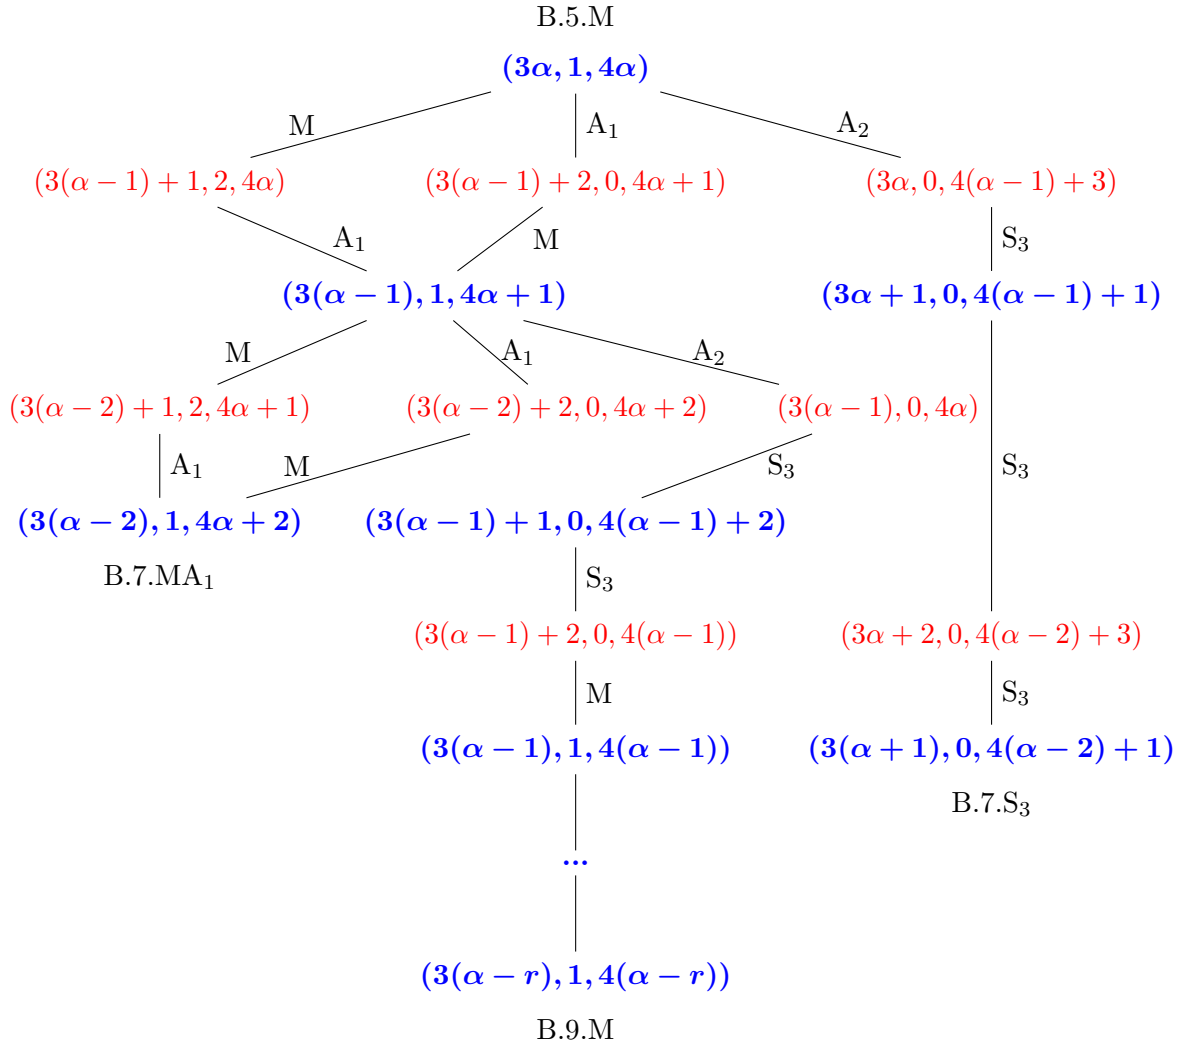 B.5.M
(3α, 1, 4α)
M A₁ A₂
(3(α − 1) + 1, 2, 4α) (3(α − 1) + 2, 0, 4α + 1) (3α, 0, 4(α − 1) + 3)
A₁ M S₃
(3(α − 1), 1, 4α + 1) (3α + 1, 0, 4(α − 1) + 1)
M A₁ A₂
(3(α − 2) + 1, 2, 4α + 1) (3(α − 2) + 2, 0, 4α + 2) (3(α − 1), 0, 4α)
A₁ M S₃ S₃
(3(α − 2), 1, 4α + 2) (3(α − 1) + 1, 0, 4(α − 1) + 2)
B.7.MA₁ S₃
(3(α − 1) + 2, 0, 4(α − 1)) (3α + 2, 0, 4(α − 2) + 3)
M S₃
(3(α − 1), 1, 4(α − 1)) (3(α + 1), 0, 4(α − 2) + 1)
B.7.S₃
...
(3(α − r), 1, 4(α − r))
B.9.M